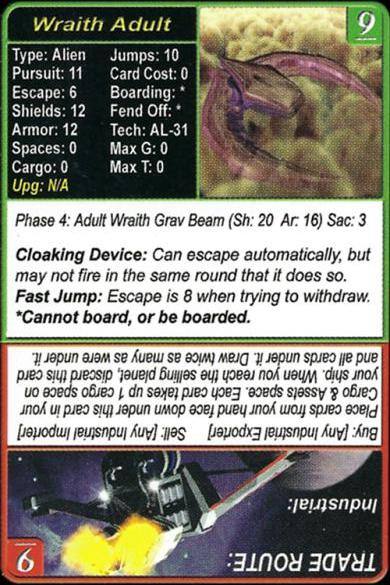 Wraith Adult
9
Type: Alien Jumps: 10
Pursuit: 11 Card Cost: 0
Escape: 6 Boarding: *
Shields: 12 Fend Off: *
Armor: 12 Tech: AL-31
Spaces: 0 Max G: 0
Cargo: 0 Max T: 0
Upg: N/A
Phase 4: Adult Wraith Grav Beam (Sh: 20 Ar: 16) Sac: 3
Cloaking Device: Can escape automatically, but
may not fire in the same round that it does so.
Fast Jump: Escape is 8 when trying to withdraw.
*Cannot board, or be boarded.
TRADE ROUTE:
9
Industrial:
Buy: [Any Industrial Exporter] Sell: [Any Industrial Importer]
Place cards from your hand face down under this card in your
Cargo & Assets space. Each card takes up 1 cargo space on
your ship. When you reach the selling planet, discard this card
and all cards under it. Draw twice as many as were under it.